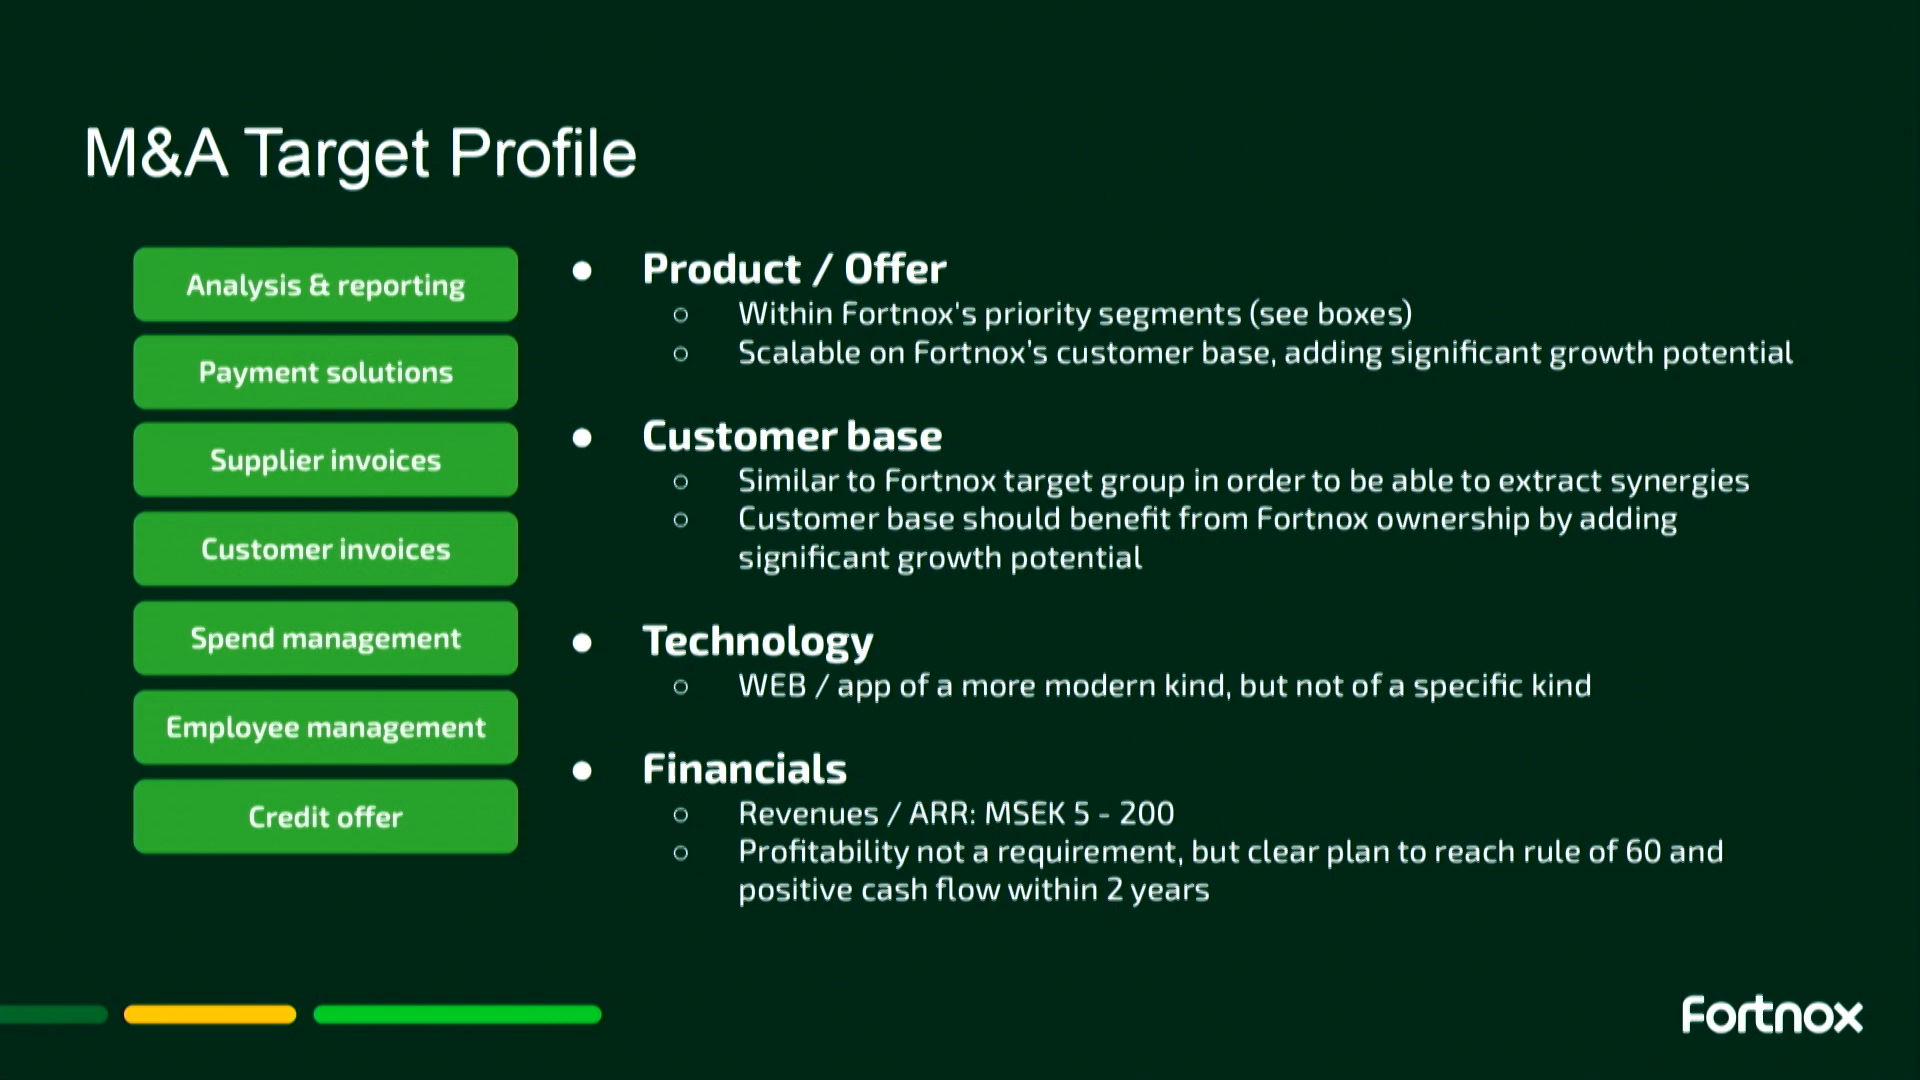 M&A Target Profile
Analysis & reporting
Payment solutions
Supplier invoices
Customer invoices
Spend management
Employee management
Credit offer
● Product / Offer
○ Within Fortnox's priority segments (see boxes)
○ Scalable on Fortnox's customer base, adding significant growth potential
● Customer base
○ Similar to Fortnox target group in order to be able to extract synergies
○ Customer base should benefit from Fortnox ownership by adding
significant growth potential
● Technology
○ WEB / app of a more modern kind, but not of a specific kind
● Financials
○ Revenues / ARR: MSEK 5 - 200
○ Profitability not a requirement, but clear plan to reach rule of 60 and
positive cash flow within 2 years
Fortnox